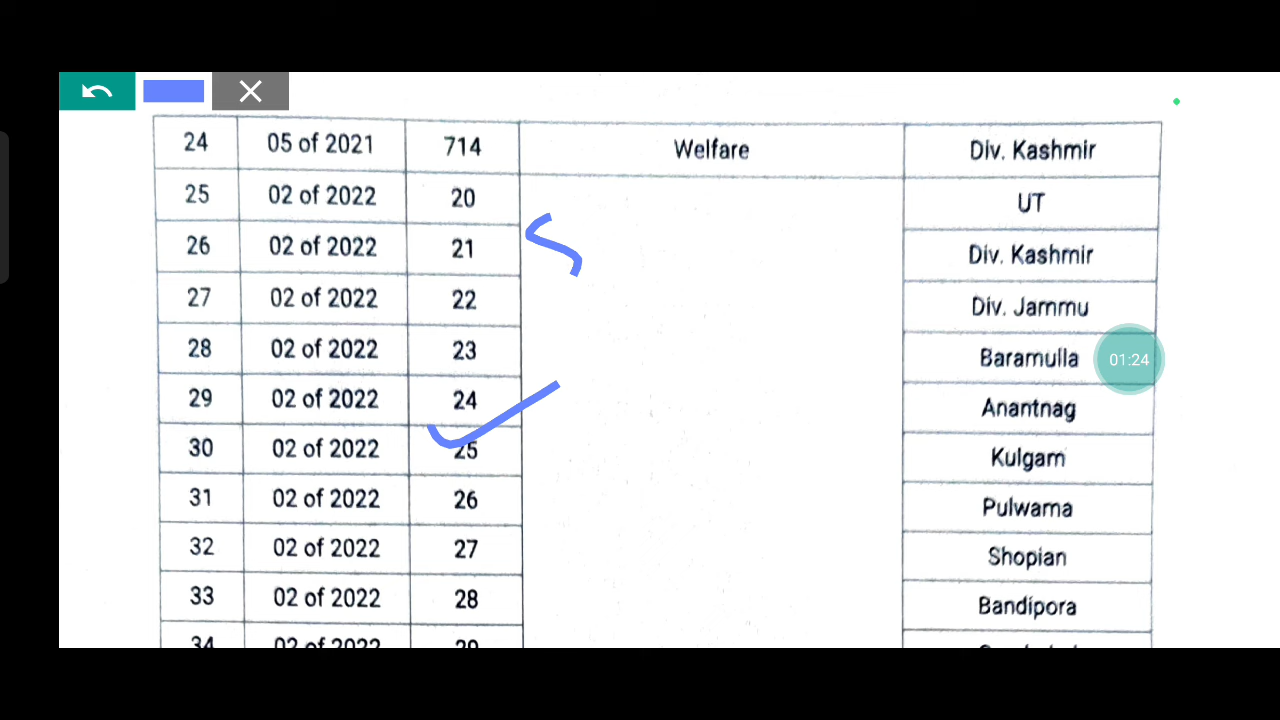 24 05 of 2021 714 Welfare Div. Kashmir
25 02 of 2022 20 UT
26 02 of 2022 21 Div. Kashmir
27 02 of 2022 22 Div. Jammu
28 02 of 2022 23 Baramulla 01:24
29 02 of 2022 24 Anantnag
30 02 of 2022 25 Kulgam
31 02 of 2022 26 Pulwama
32 02 of 2022 27 Shopian
33 02 of 2022 28 Bandipora
34 02 of 2022 29